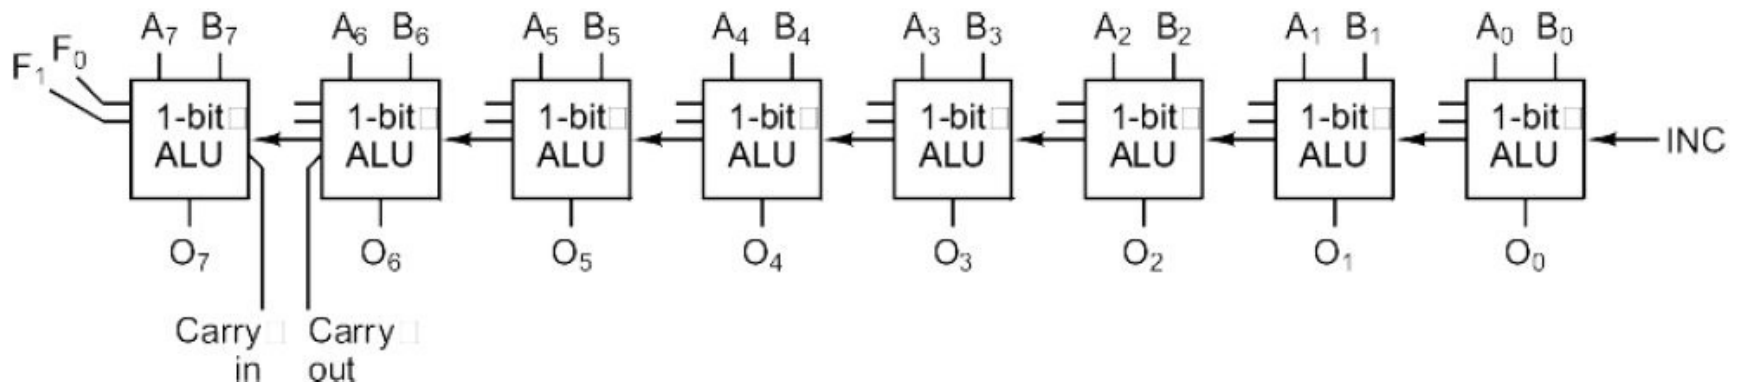 A7 B7 A6 B6 A5 B5 A4 B4 A3 B3 A2 B2 A1 B1 A0 B0
F1 F0
1-bit 1-bit 1-bit 1-bit 1-bit 1-bit 1-bit 1-bit
ALU ALU ALU ALU ALU ALU ALU ALU INC
O7 O6 O5 O4 O3 O2 O1 O0
Carry Carry
in out